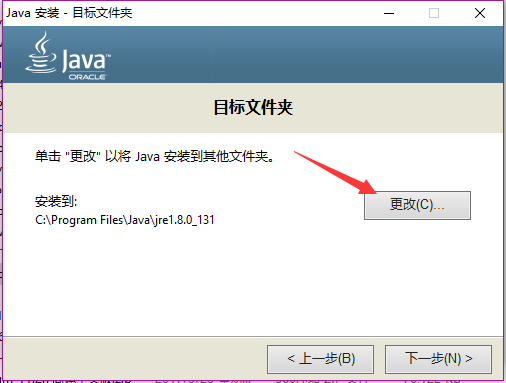 Java 安装 - 目标文件夹
Java
ORACLE
目标文件夹
单击 "更改" 以将 Java 安装到其他文件夹。
安装到:
更改(C)...
C:\Program Files\Java\jre1.8.0_131
< 上一步(B)
下一步(N) >